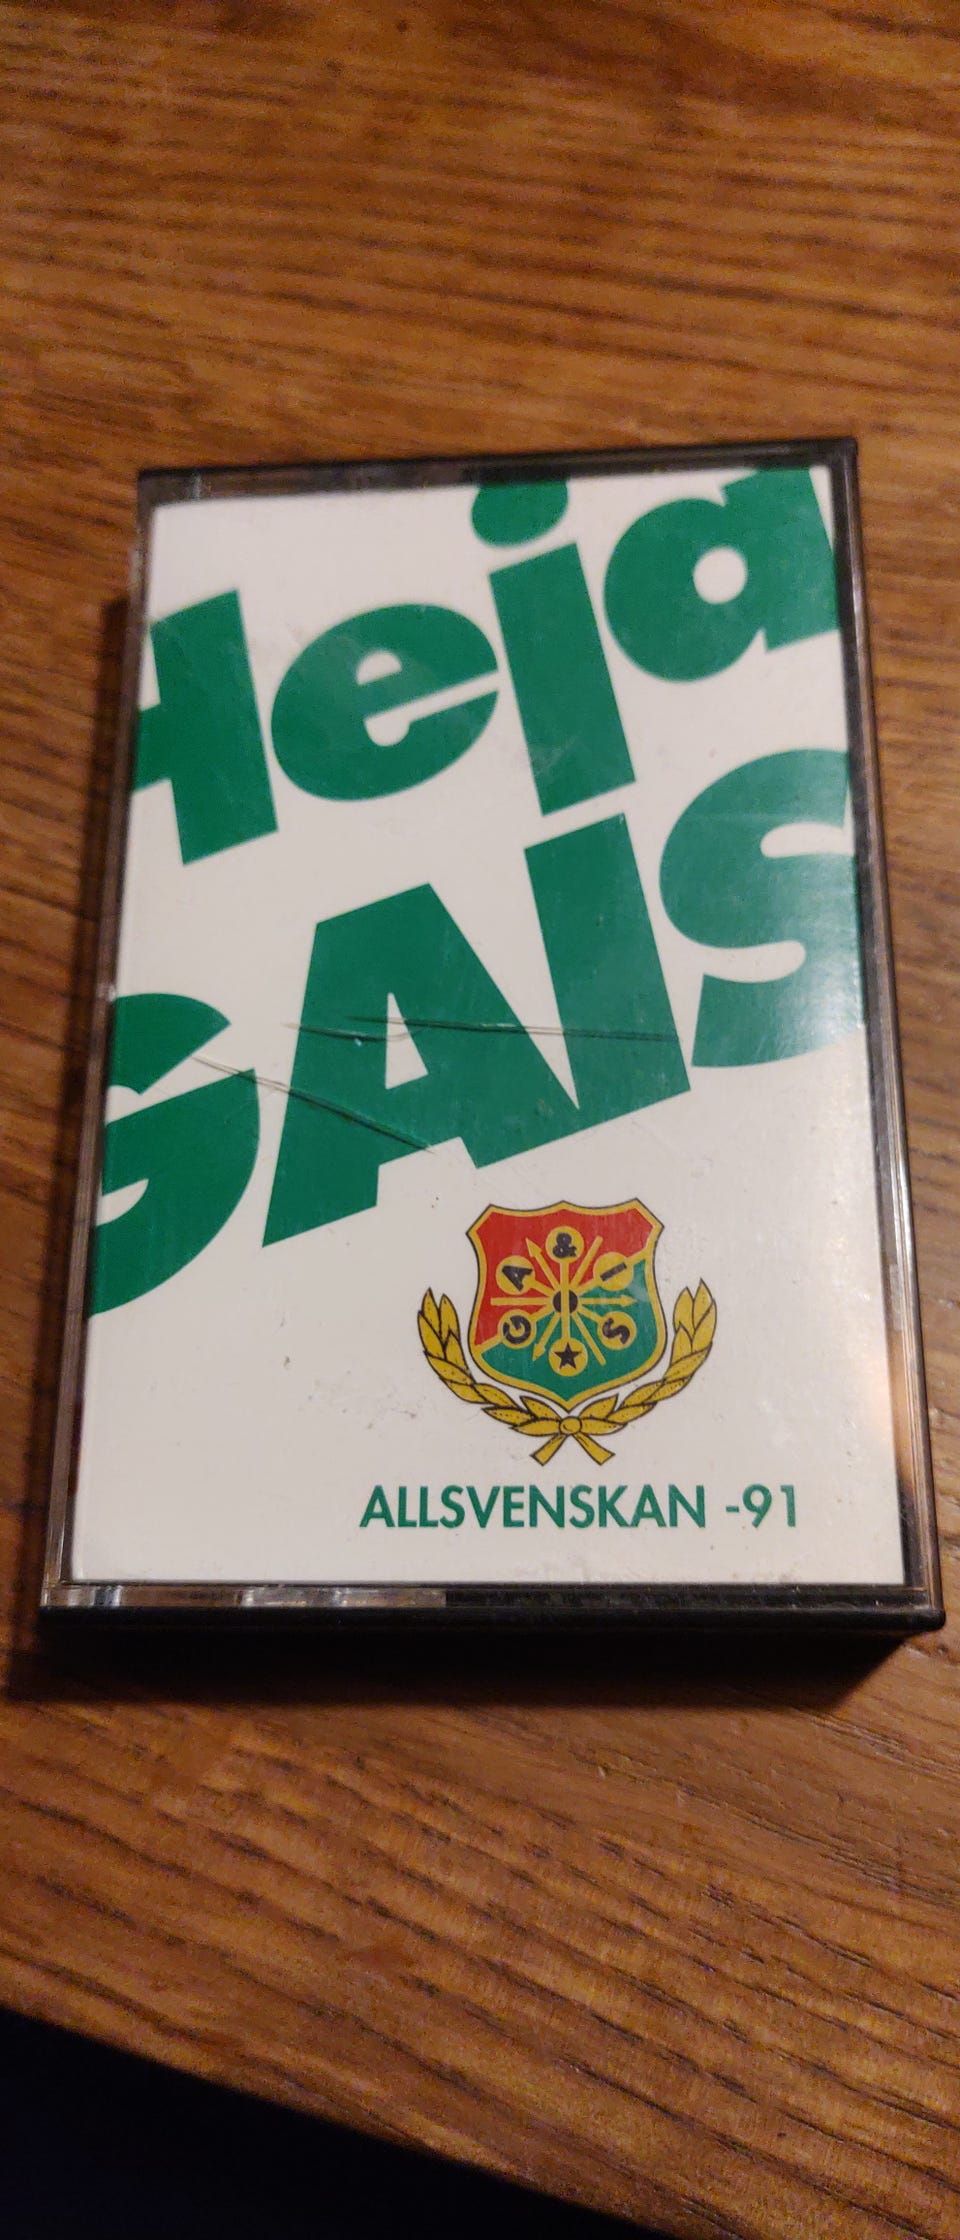 Heja
GAIS
G A & I S
ALLSVENSKAN -91